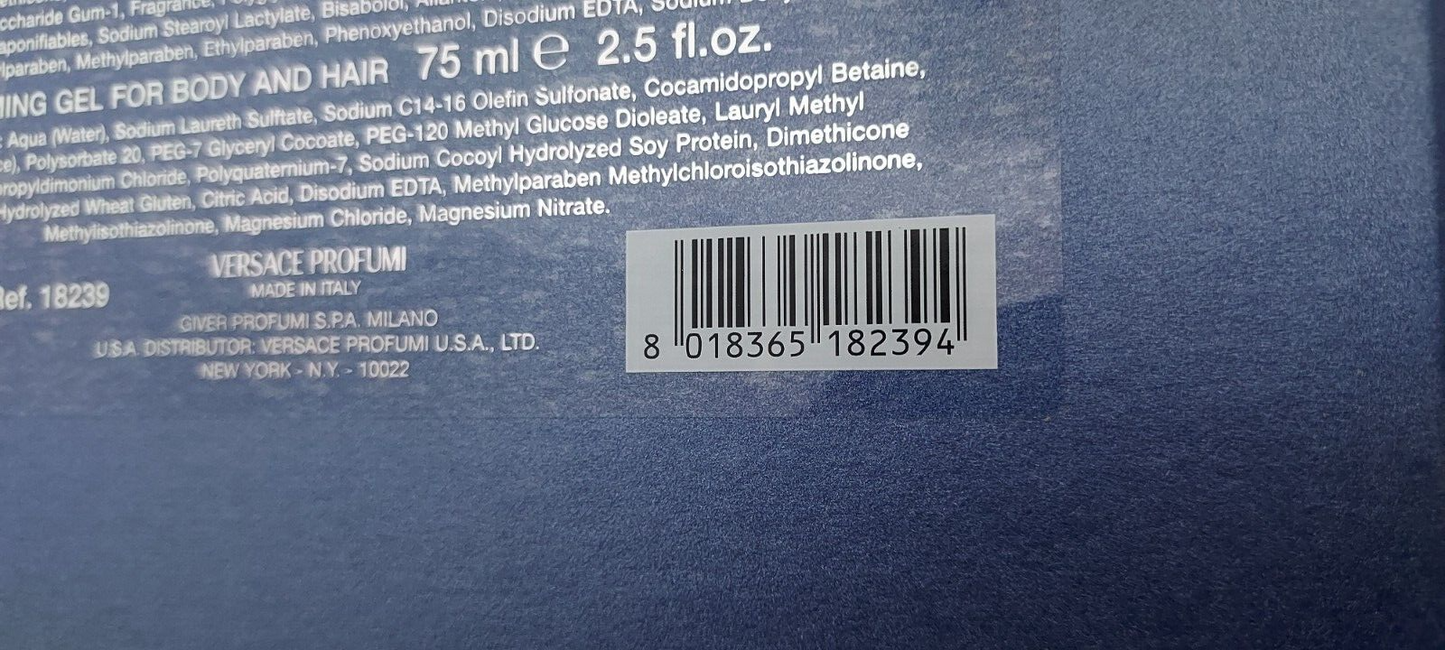 ccharide Gum-1, Fragrance,
aponifiables, Sodium Stearoyl Lactylate, Bisabolol,
lparaben, Methylparaben, Ethylparaben, Phenoxyethanol, Disodium EDTA, Sodium
ING GEL FOR BODY AND HAIR 75 ml e 2.5 fl.oz.
: Aqua (Water), Sodium Laureth Sulftate, Sodium C14-16 Olefin Sulfonate, Cocamidopropyl Betaine,
ce), Polysorbate 20, PEG-7 Glyceryl Cocoate, PEG-120 Methyl Glucose Dioleate, Lauryl Methyl
ropyldimonium Chloride, Polyquaternium-7, Sodium Cocoyl Hydrolyzed Soy Protein, Dimethicone
Hydrolyzed Wheat Gluten, Citric Acid, Disodium EDTA, Methylparaben Methylchloroisothiazolinone,
Methylisothiazolinone, Magnesium Chloride, Magnesium Nitrate.
VERSACE PROFUMI
MADE IN ITALY
Ref. 18239
GIVER PROFUMI S.P.A. MILANO
U.S.A. DISTRIBUTOR: VERSACE PROFUMI U.S.A., LTD.
NEW YORK - N.Y. - 10022
8 018365 182394